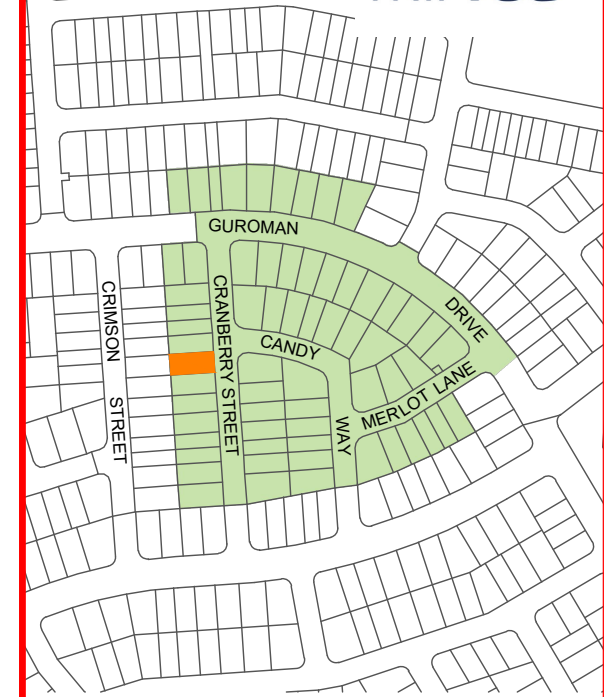 GUROMAN
DRIVE
CRIMSON
STREET
CRANBERRY STREET
CANDY
WAY
MERLOT LANE